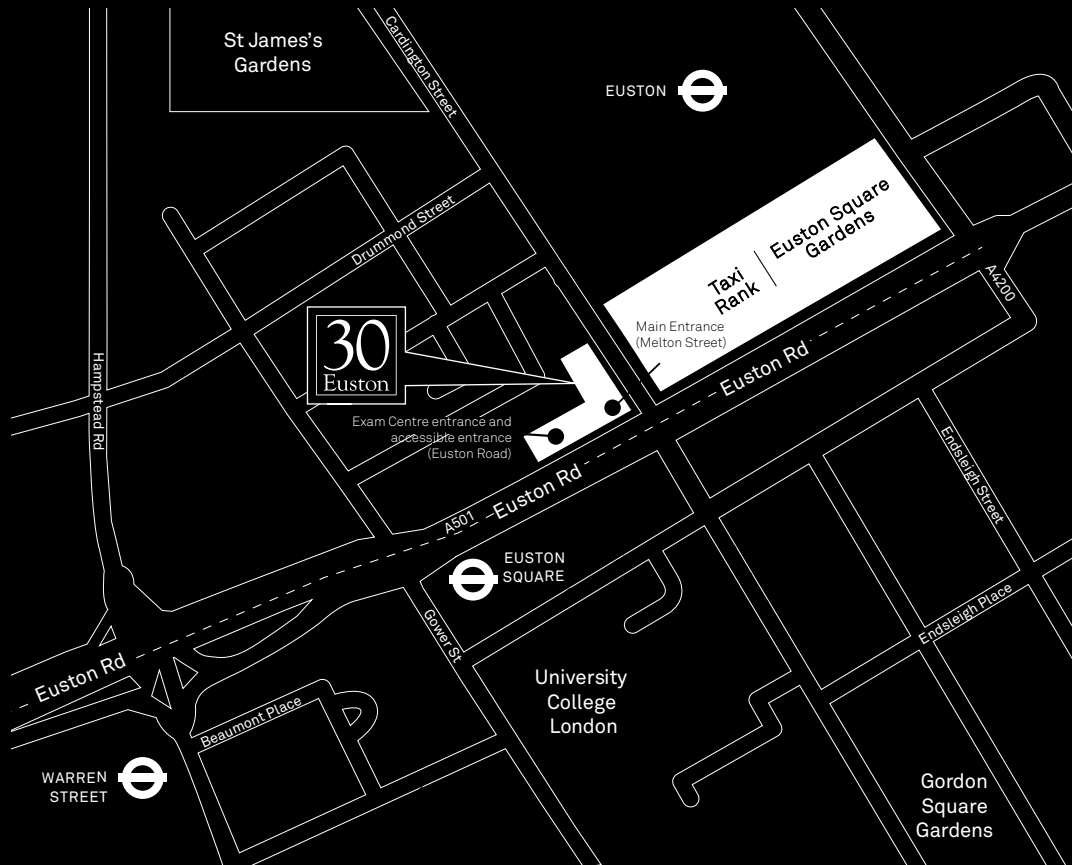 St James's
Gardens
Cardington Street
EUSTON
Drummond Street
Euston Square
Gardens
Taxi
Rank
A4200
Main Entrance
(Melton Street)
30
Euston
Euston Rd
Hampstead Rd
Exam Centre entrance and
accessible entrance
(Euston Road)
Endsleigh Street
Euston Rd
A501
EUSTON
SQUARE
Gower St
Endsleigh Place
Euston Rd
University
College
London
Beaumont Place
WARREN
STREET
Gordon
Square
Gardens